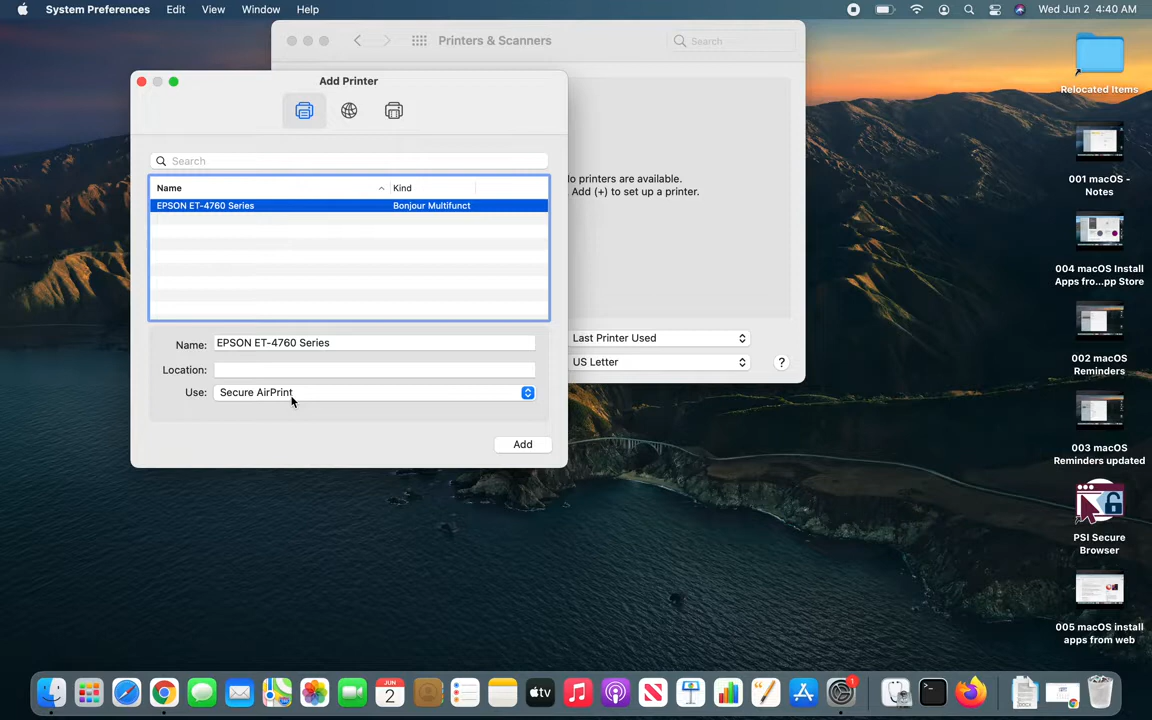 System Preferences Edit View Window Help
Wed Jun 2 4:40 AM
Printers & Scanners
Search
Add Printer
Search
Name Kind
EPSON ET-4760 Series Bonjour Multifunct
Name: EPSON ET-4760 Series
Location:
Use: Secure AirPrint
Add
o printers are available.
Add (+) to set up a printer.
Last Printer Used
US Letter
?
Relocated Items
001 macOS -
Notes
004 macOS Install
Apps fro...pp Store
002 macOS
Reminders
003 macOS
Reminders updated
PSI Secure
Browser
005 macOS install
apps from web
JUN
2
tv
1